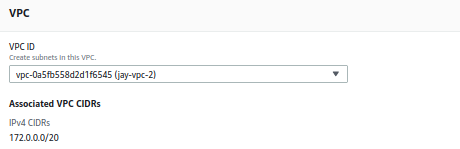 VPC
VPC ID
Create subnets in this VPC.
vpc-0a5fb558d2d1f6545 (jay-vpc-2)
Associated VPC CIDRs
IPv4 CIDRs
172.0.0.0/20